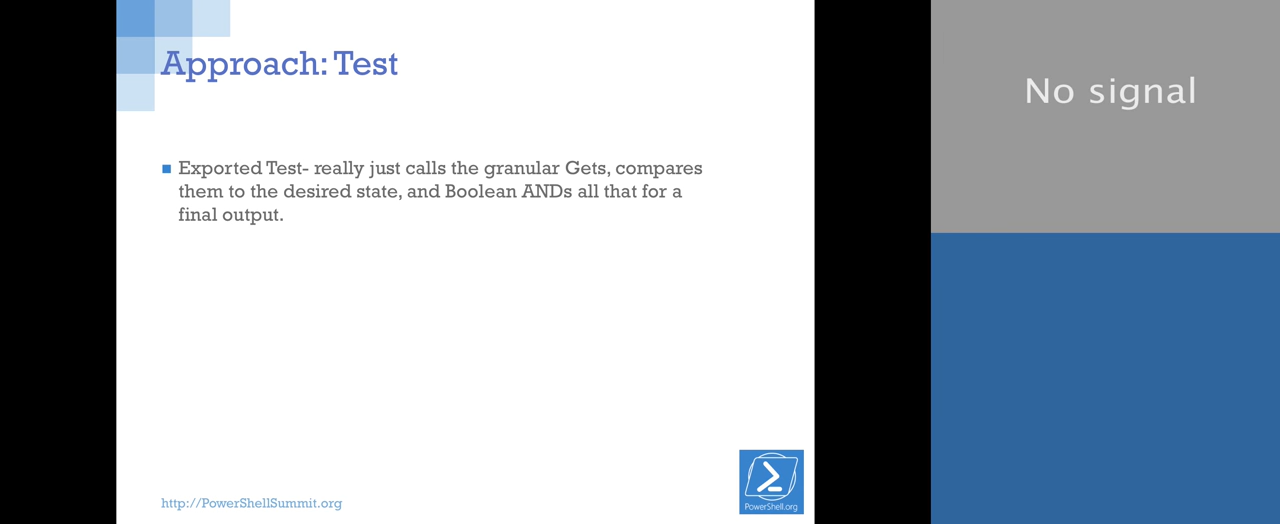 Approach: Test
Exported Test- really just calls the granular Gets, compares
them to the desired state, and Boolean ANDs all that for a
final output.
http://PowerShellSummit.org
PowerShell.org
No signal